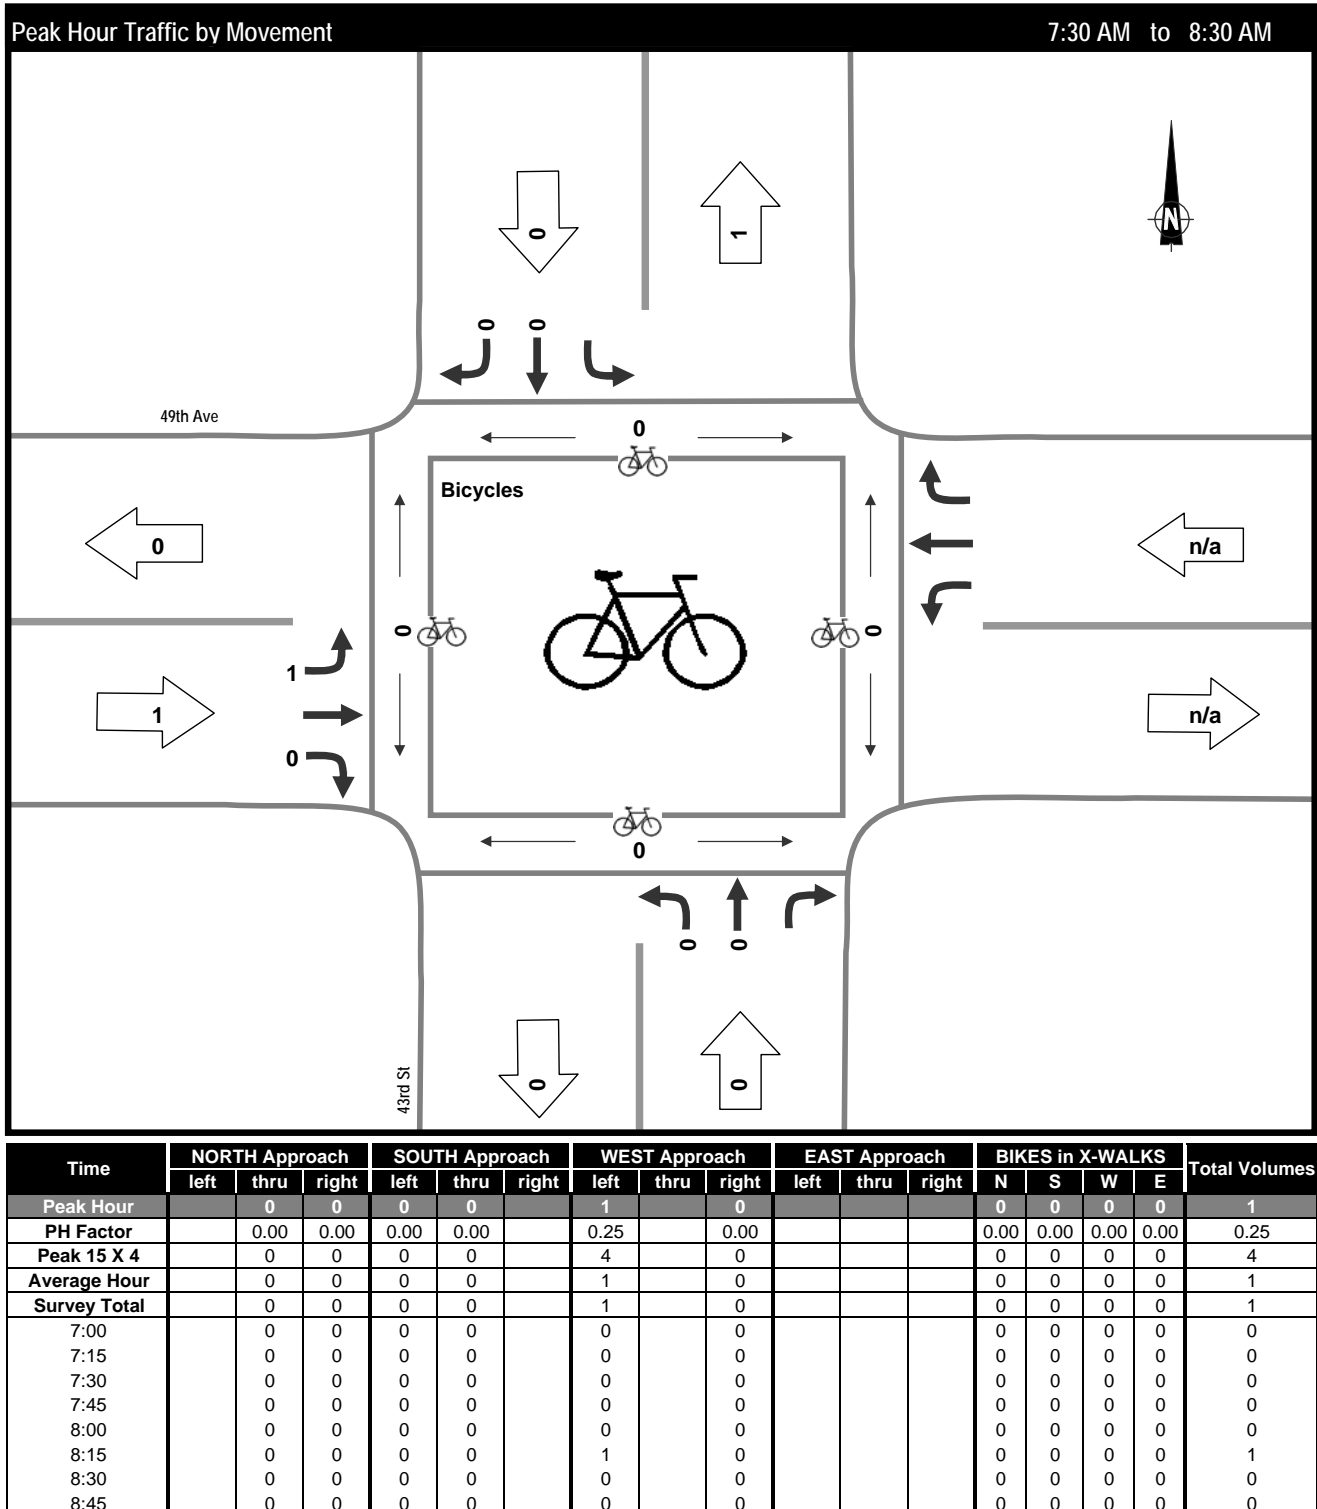 Peak Hour Traffic by Movement 7:30 AM to 8:30 AM
N
0 1
0 0
49th Ave
0
Bicycles
0 n/a
0 0
1
1 n/a
0
0
0 0
43rd St
0 0
Time NORTH Approach SOUTH Approach WEST Approach EAST Approach BIKES in X-WALKS Total Volumes
left thru right left thru right left thru right left thru right N S W E
Peak Hour 0 0 0 0 1 0 0 0 0 0 1
PH Factor 0.00 0.00 0.00 0.00 0.25 0.00 0.00 0.00 0.00 0.00 0.25
Peak 15 X 4 0 0 0 0 4 0 0 0 0 0 4
Average Hour 0 0 0 0 1 0 0 0 0 0 1
Survey Total 0 0 0 0 1 0 0 0 0 0 1
7:00 0 0 0 0 0 0 0 0 0 0 0
7:15 0 0 0 0 0 0 0 0 0 0 0
7:30 0 0 0 0 0 0 0 0 0 0 0
7:45 0 0 0 0 0 0 0 0 0 0 0
8:00 0 0 0 0 0 0 0 0 0 0 0
8:15 0 0 0 0 1 0 0 0 0 0 1
8:30 0 0 0 0 0 0 0 0 0 0 0
8:45 0 0 0 0 0 0 0 0 0 0 0